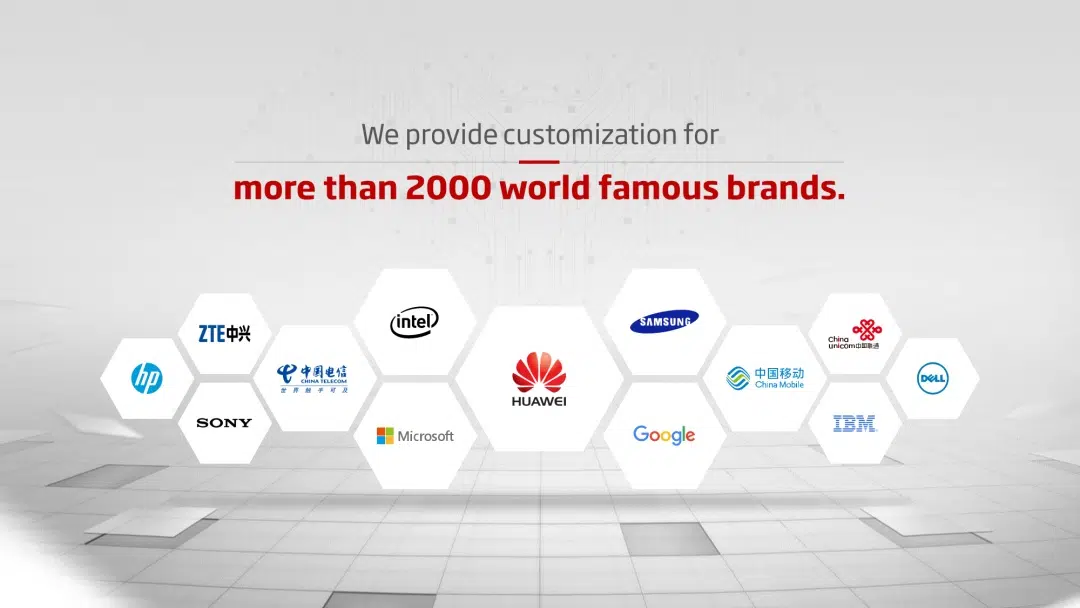 We provide customization for
more than 2000 world famous brands.
hp
ZTE中兴
SONY
中国电信
CHINA TELECOM
世界触手可及
intel
Microsoft
HUAWEI
SAMSUNG
Google
中国移动
China Mobile
China
unicom中国联通
IBM
DELL